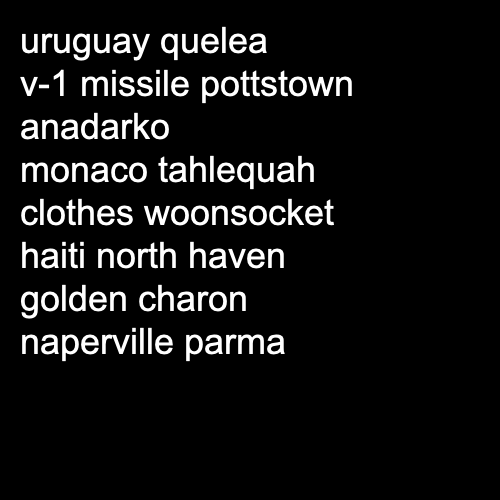 uruguay quelea
v-1 missile pottstown
anadarko
monaco tahlequah
clothes woonsocket
haiti north haven
golden charon
naperville parma